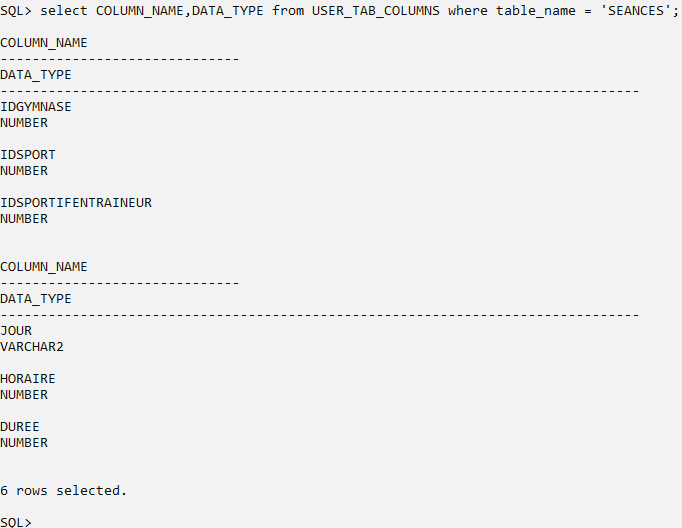 SQL> select COLUMN_NAME,DATA_TYPE from USER_TAB_COLUMNS where table_name = 'SEANCES';
COLUMN_NAME
------------------------------
DATA_TYPE
--------------------------------------------------------------------------------
IDGYMNASE
NUMBER
IDSPORT
NUMBER
IDSPORTIFENTRAINEUR
NUMBER
COLUMN_NAME
------------------------------
DATA_TYPE
--------------------------------------------------------------------------------
JOUR
VARCHAR2
HORAIRE
NUMBER
DUREE
NUMBER
6 rows selected.
SQL>